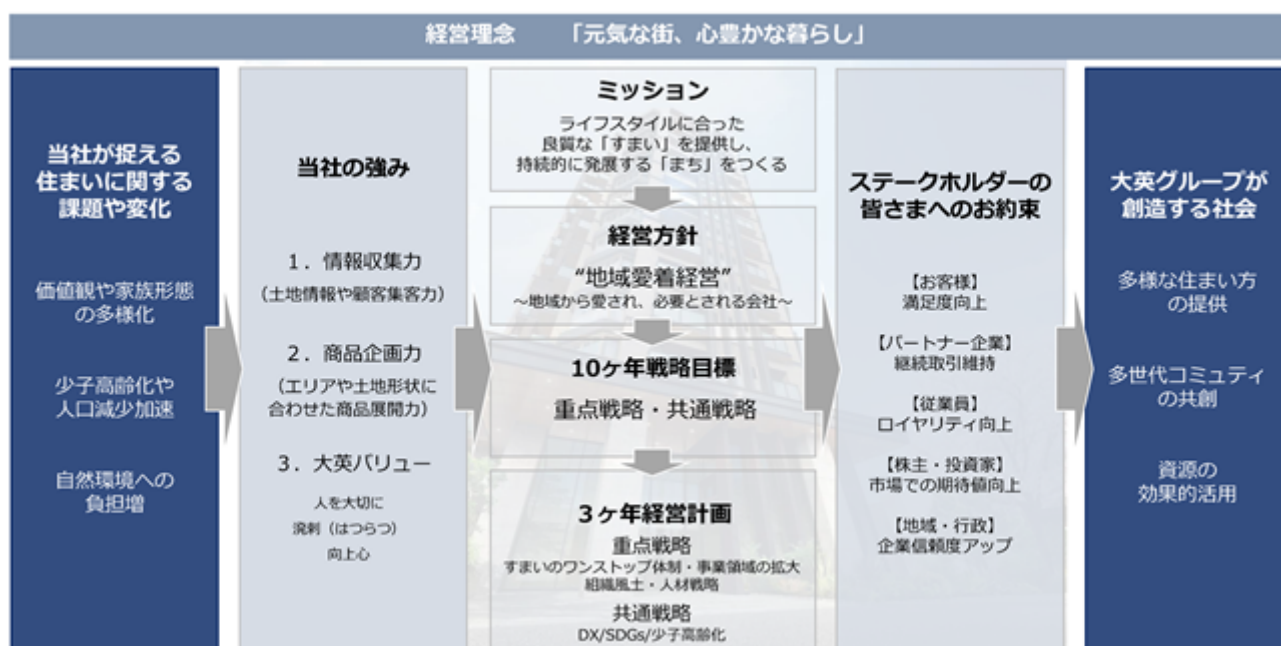 経営理念 「元気な街、心豊かな暮らし」
当社が捉える
住まいに関する
課題や変化
価値観や家族形態
の多様化
少子高齢化や
人口減少加速
自然環境への
負担増
当社の強み
1．情報収集力
（土地情報や顧客集客力）
2．商品企画力
（エリアや土地形状に
合わせた商品展開力）
3．大英バリュー
人を大切に
溌剌（はつらつ）
向上心
ミッション
ライフスタイルに合った
良質な「すまい」を提供し、
持続的に発展する「まち」をつくる
経営方針
“地域愛着経営”
～地域から愛され、必要とされる会社～
10ヶ年戦略目標
重点戦略・共通戦略
3ヶ年経営計画
重点戦略
すまいのワンストップ体制・事業領域の拡大
組織風土・人材戦略
共通戦略
DX/SDGs/少子高齢化
ステークホルダーの
皆さまへのお約束
【お客様】
満足度向上
【パートナー企業】
継続取引維持
【従業員】
ロイヤリティ向上
【株主・投資家】
市場での期待値向上
【地域・行政】
企業信頼度アップ
大英グループが
創造する社会
多様な住まい方
の提供
多世代コミュティ
の共創
資源の
効果的活用